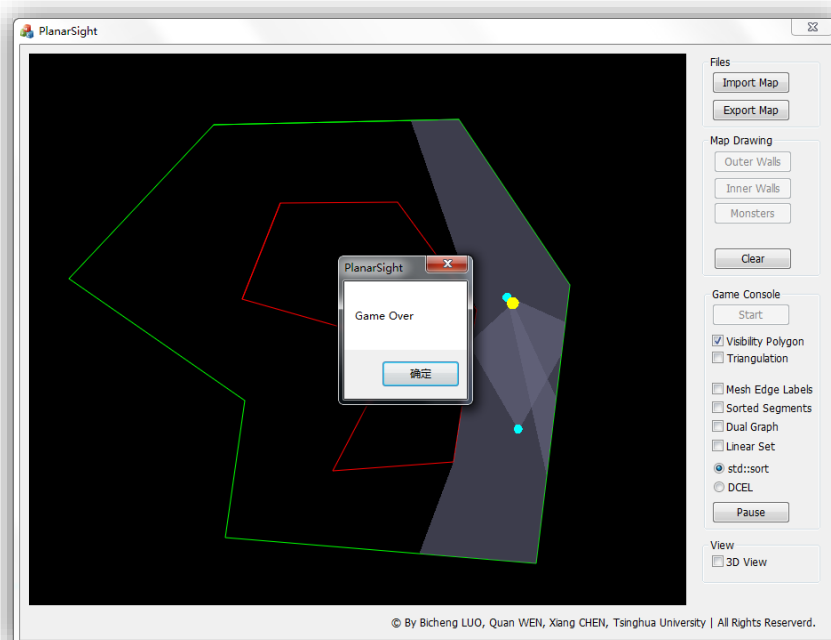 PlanarSight
Files
Import Map
Export Map
Map Drawing
Outer Walls
Inner Walls
Monsters
Clear
PlanarSight
Game Over
确定
Game Console
Start
Visibility Polygon
Triangulation
Mesh Edge Labels
Sorted Segments
Dual Graph
Linear Set
std::sort
DCEL
Pause
View
3D View
© By Bicheng LUO, Quan WEN, Xiang CHEN, Tsinghua University | All Rights Reserverd.